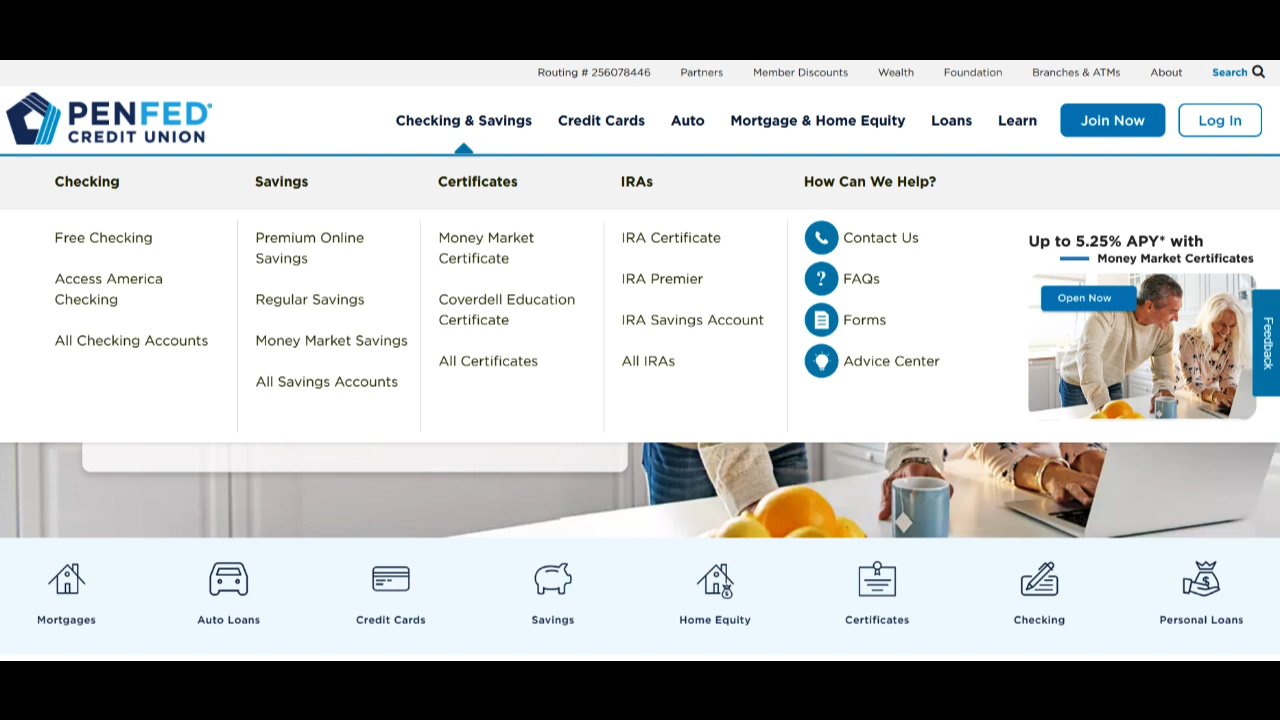 Routing # 256078446 Partners Member Discounts Wealth Foundation Branches & ATMs About Search
PENFED®
CREDIT UNION
Checking & Savings Credit Cards Auto Mortgage & Home Equity Loans Learn Join Now Log In
Checking Savings Certificates IRAs How Can We Help?
Free Checking
Access America
Checking
All Checking Accounts
Premium Online
Savings
Regular Savings
Money Market Savings
All Savings Accounts
Money Market
Certificate
Coverdell Education
Certificate
All Certificates
IRA Certificate
IRA Premier
IRA Savings Account
All IRAs
Contact Us
? FAQs
Forms
Advice Center
Up to 5.25% APY* with
Money Market Certificates
Open Now
Feedback
Mortgages Auto Loans Credit Cards Savings Home Equity Certificates Checking Personal Loans